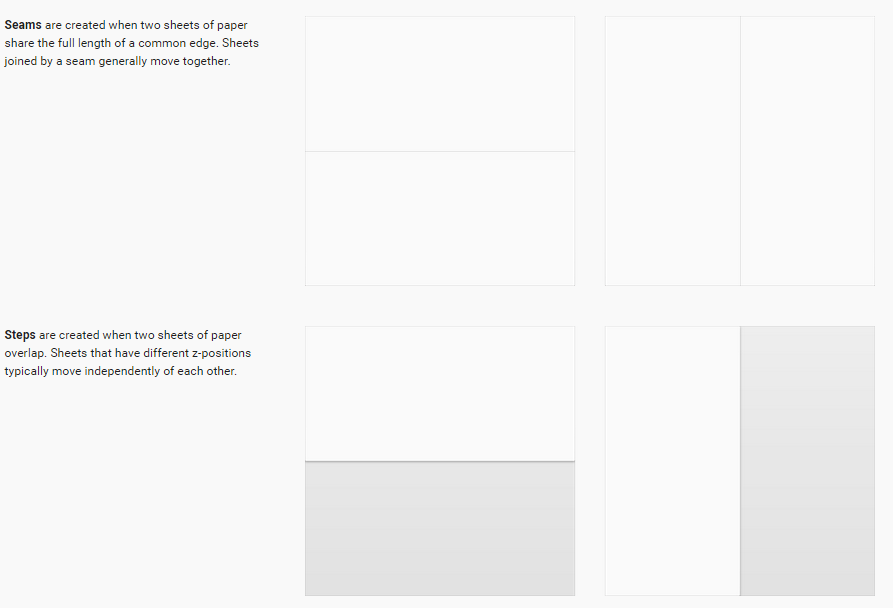 Seams are created when two sheets of paper
share the full length of a common edge. Sheets
joined by a seam generally move together.
Steps are created when two sheets of paper
overlap. Sheets that have different z-positions
typically move independently of each other.